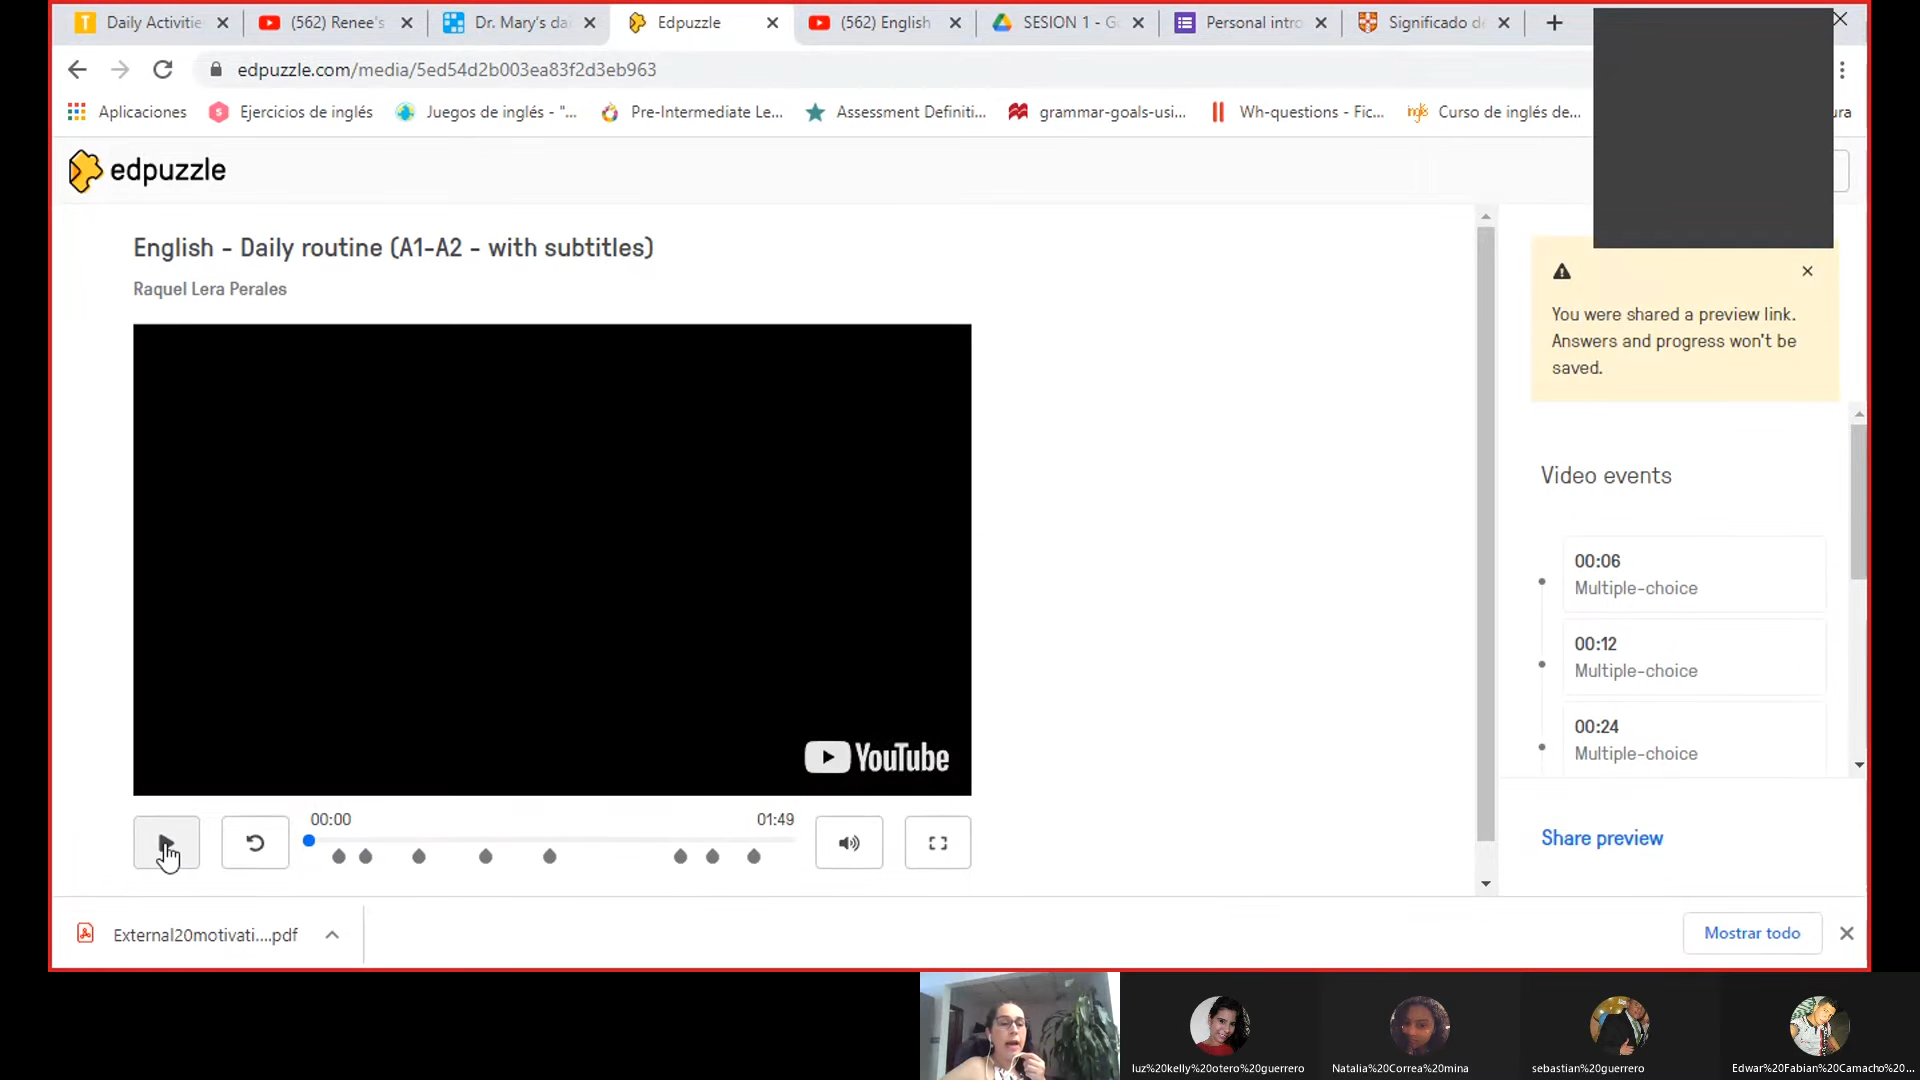 Daily Activitie
(562) Renee's
Dr. Mary's da
Edpuzzle
(562) English
SESION 1 - G
Personal intro
Significado d
edpuzzle.com/media/5ed54d2b003ea83f2d3eb963
Aplicaciones
Ejercicios de inglés
Juegos de inglés - "...
Pre-Intermediate Le...
Assessment Definiti...
grammar-goals-usi...
Wh-questions - Fic...
Curso de inglés de...
ura
edpuzzle
English - Daily routine (A1-A2 - with subtitles)
Raquel Lera Perales
YouTube
00:00
01:49
You were shared a preview link.
Answers and progress won't be
saved.
Video events
00:06
Multiple-choice
00:12
Multiple-choice
00:24
Multiple-choice
Share preview
External20motivati....pdf
Mostrar todo
luz%20kelly%20otero%20guerrero
Natalia%20Correa%20mina
sebastian%20guerrero
Edwar%20Fabian%20Camacho%20...